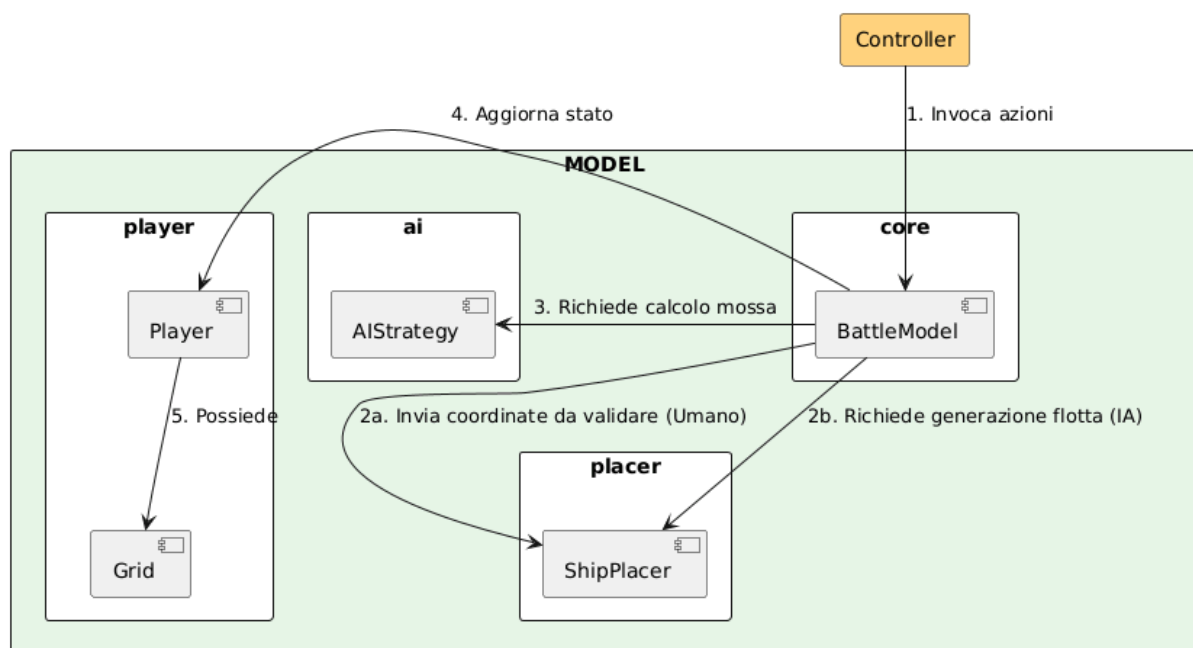 Controller
4. Aggiorna stato
1. Invoca azioni
MODEL
player
ai
core
Player
AIStrategy
3. Richiede calcolo mossa
BattleModel
5. Possiede
2a. Invia coordinate da validare (Umano)
2b. Richiede generazione flotta (IA)
placer
Grid
ShipPlacer